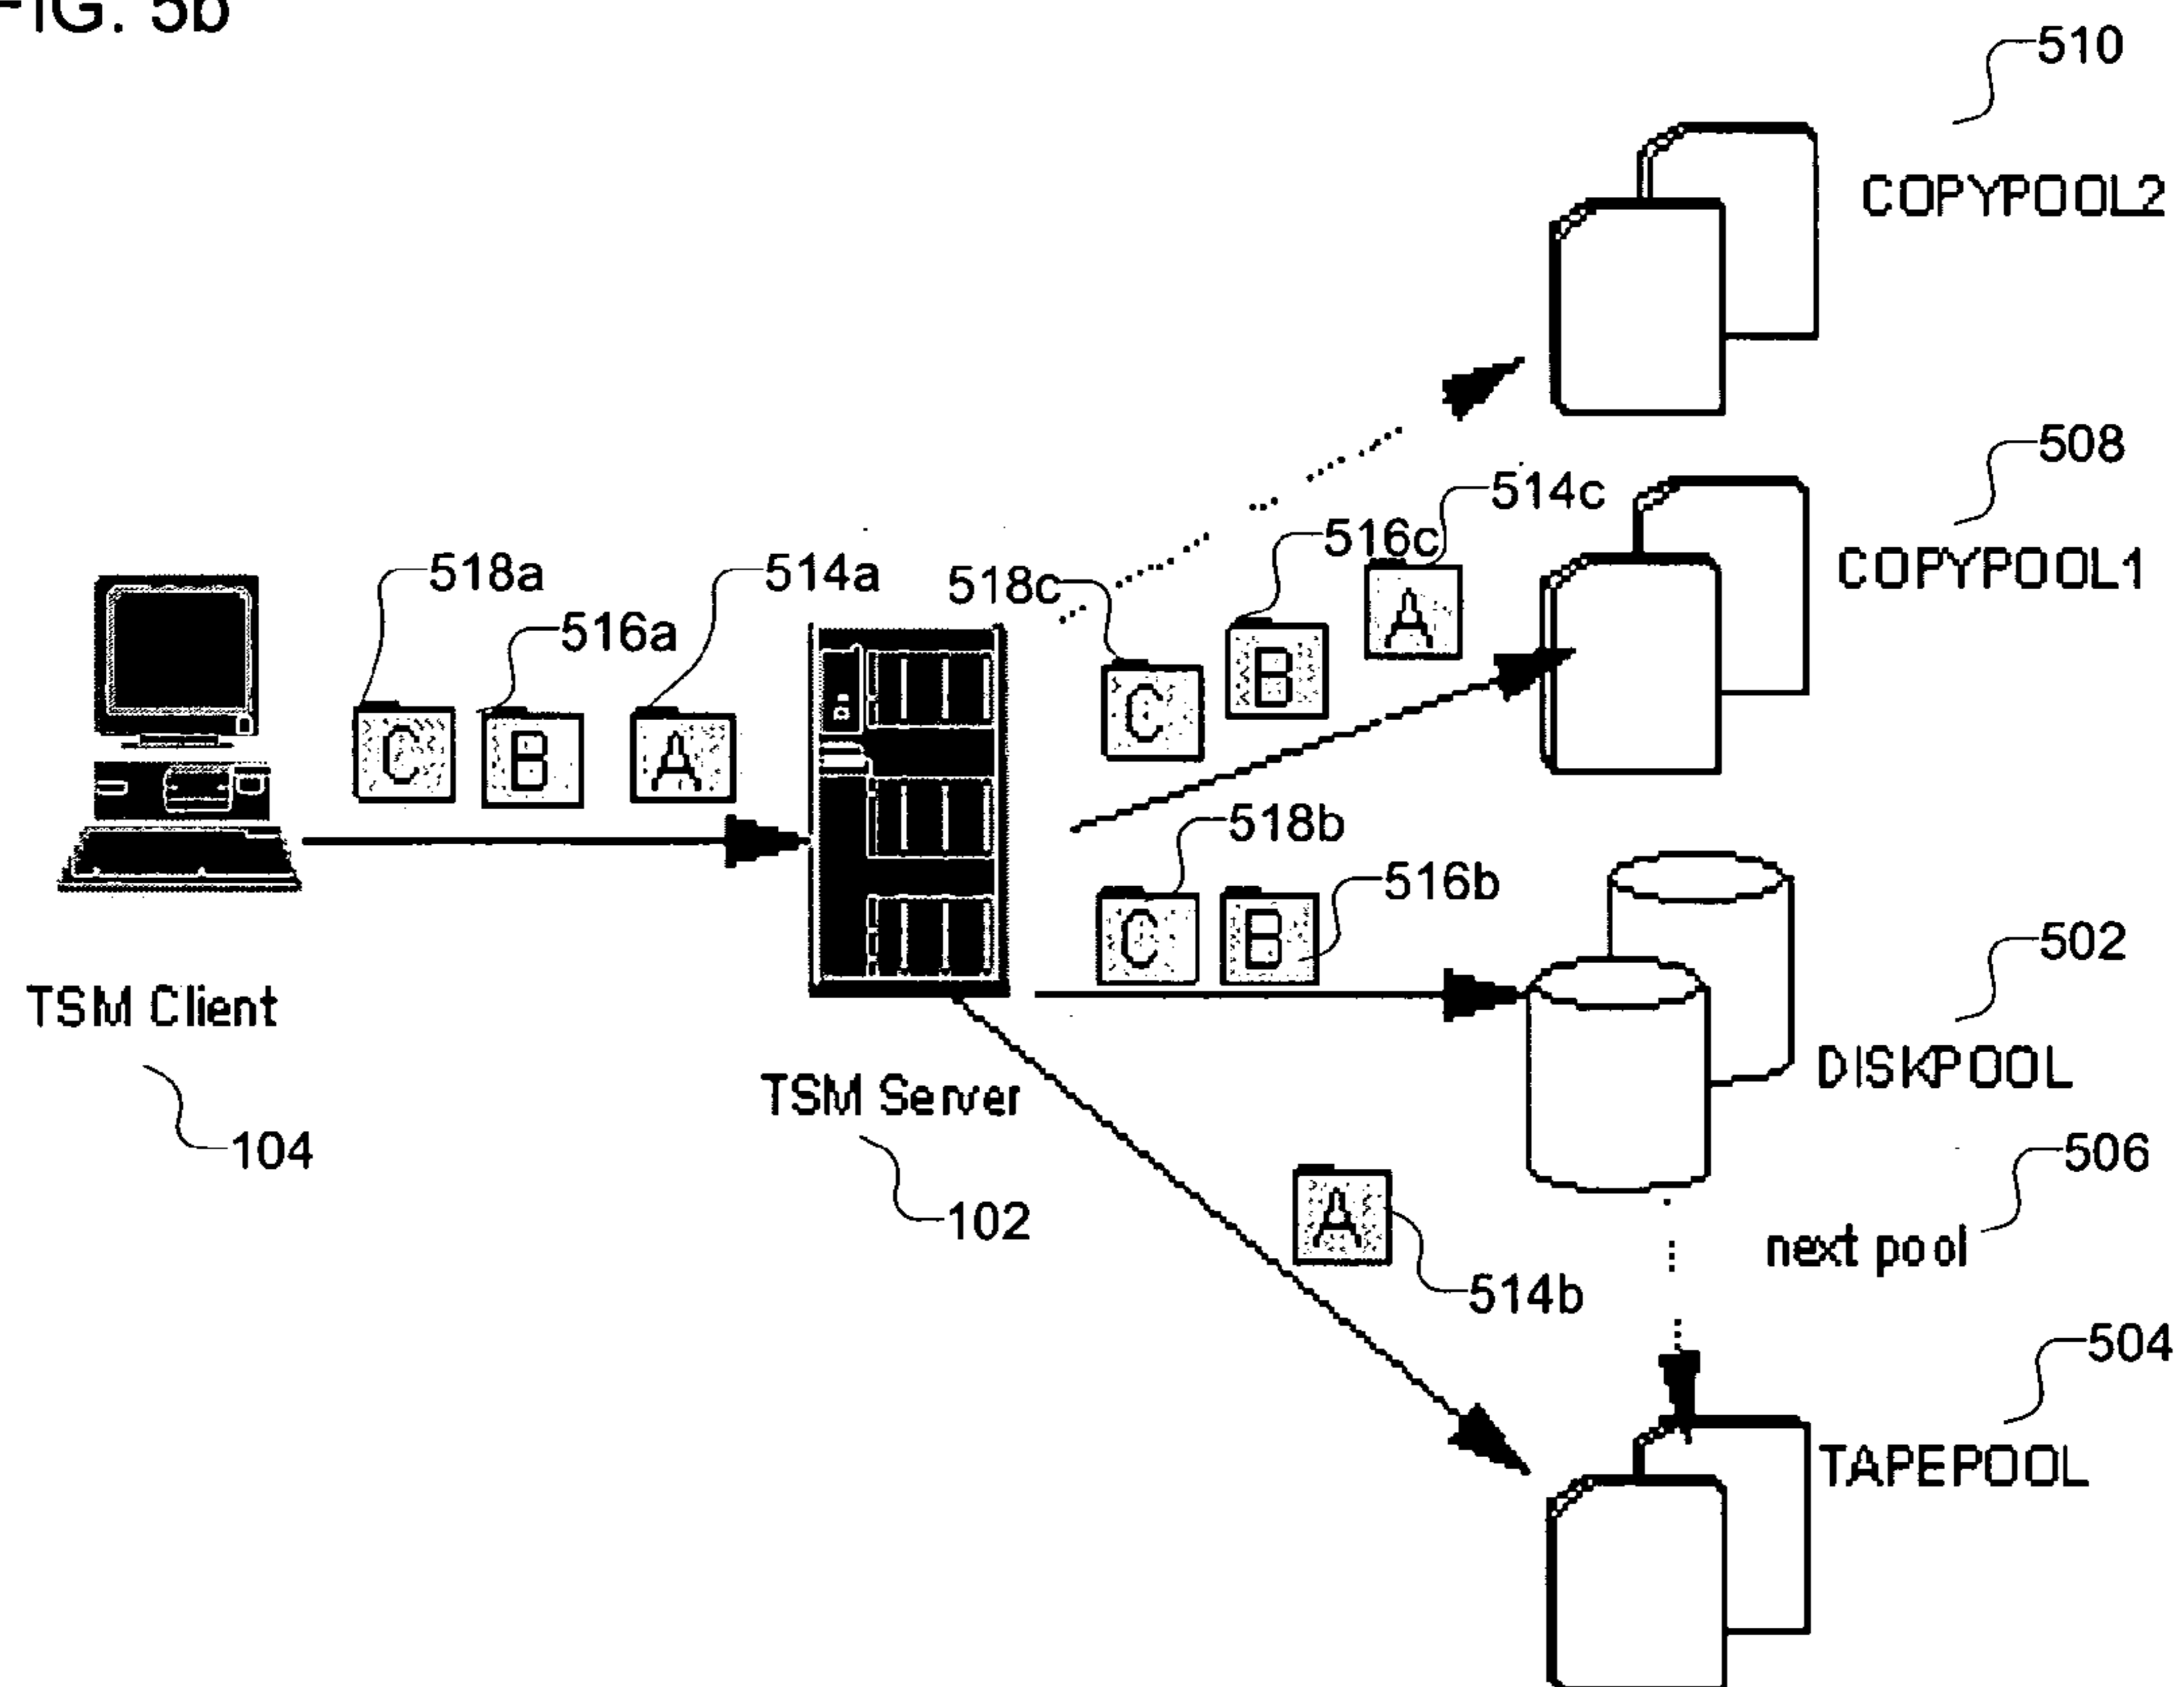 FIG. 5b
510
COPYPOOL2
508
514c
516c
COPYPOOL1
518a
514a
518c
516a
A
B
C
C
B
A
518b
516b
C
B
502
TSM Client
DISKPOOL
TSM Server
104
506
A
102
next pool
514b
504
TAPEPOOL